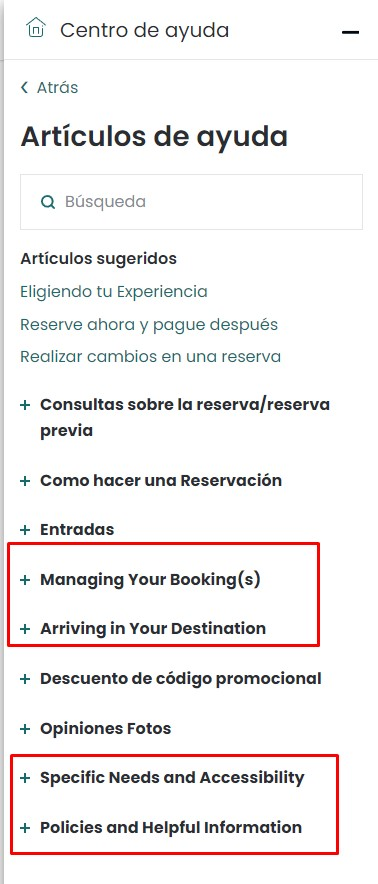 Centro de ayuda
Atrás
Artículos de ayuda
Búsqueda
Artículos sugeridos
Eligiendo tu Experiencia
Reserve ahora y pague después
Realizar cambios en una reserva
Consultas sobre la reserva/reserva
previa
Como hacer una Reservación
Entradas
Managing Your Booking(s)
Arriving in Your Destination
Descuento de código promocional
Opiniones Fotos
Specific Needs and Accessibility
Policies and Helpful Information